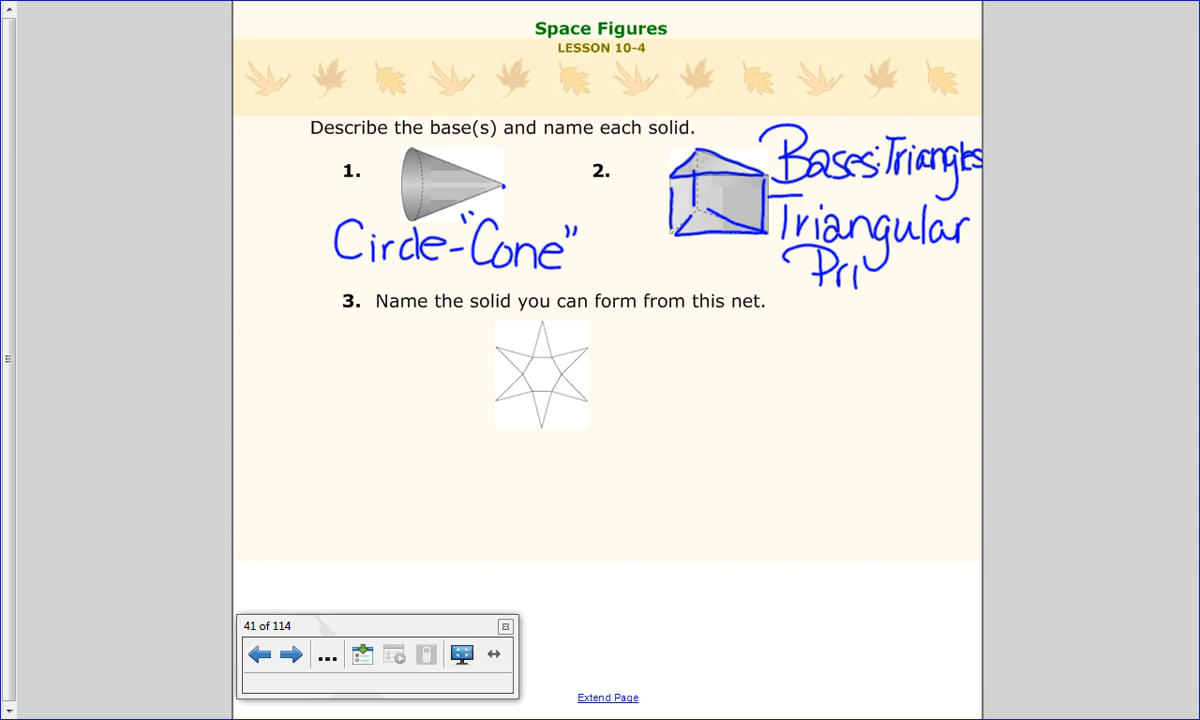 Space Figures
LESSON 10-4
Describe the base(s) and name each solid.
1.
2.
Bases: Triangles
Circle-"Cone"
Triangular
Pri
3. Name the solid you can form from this net.
41 of 114
...
Extend Page